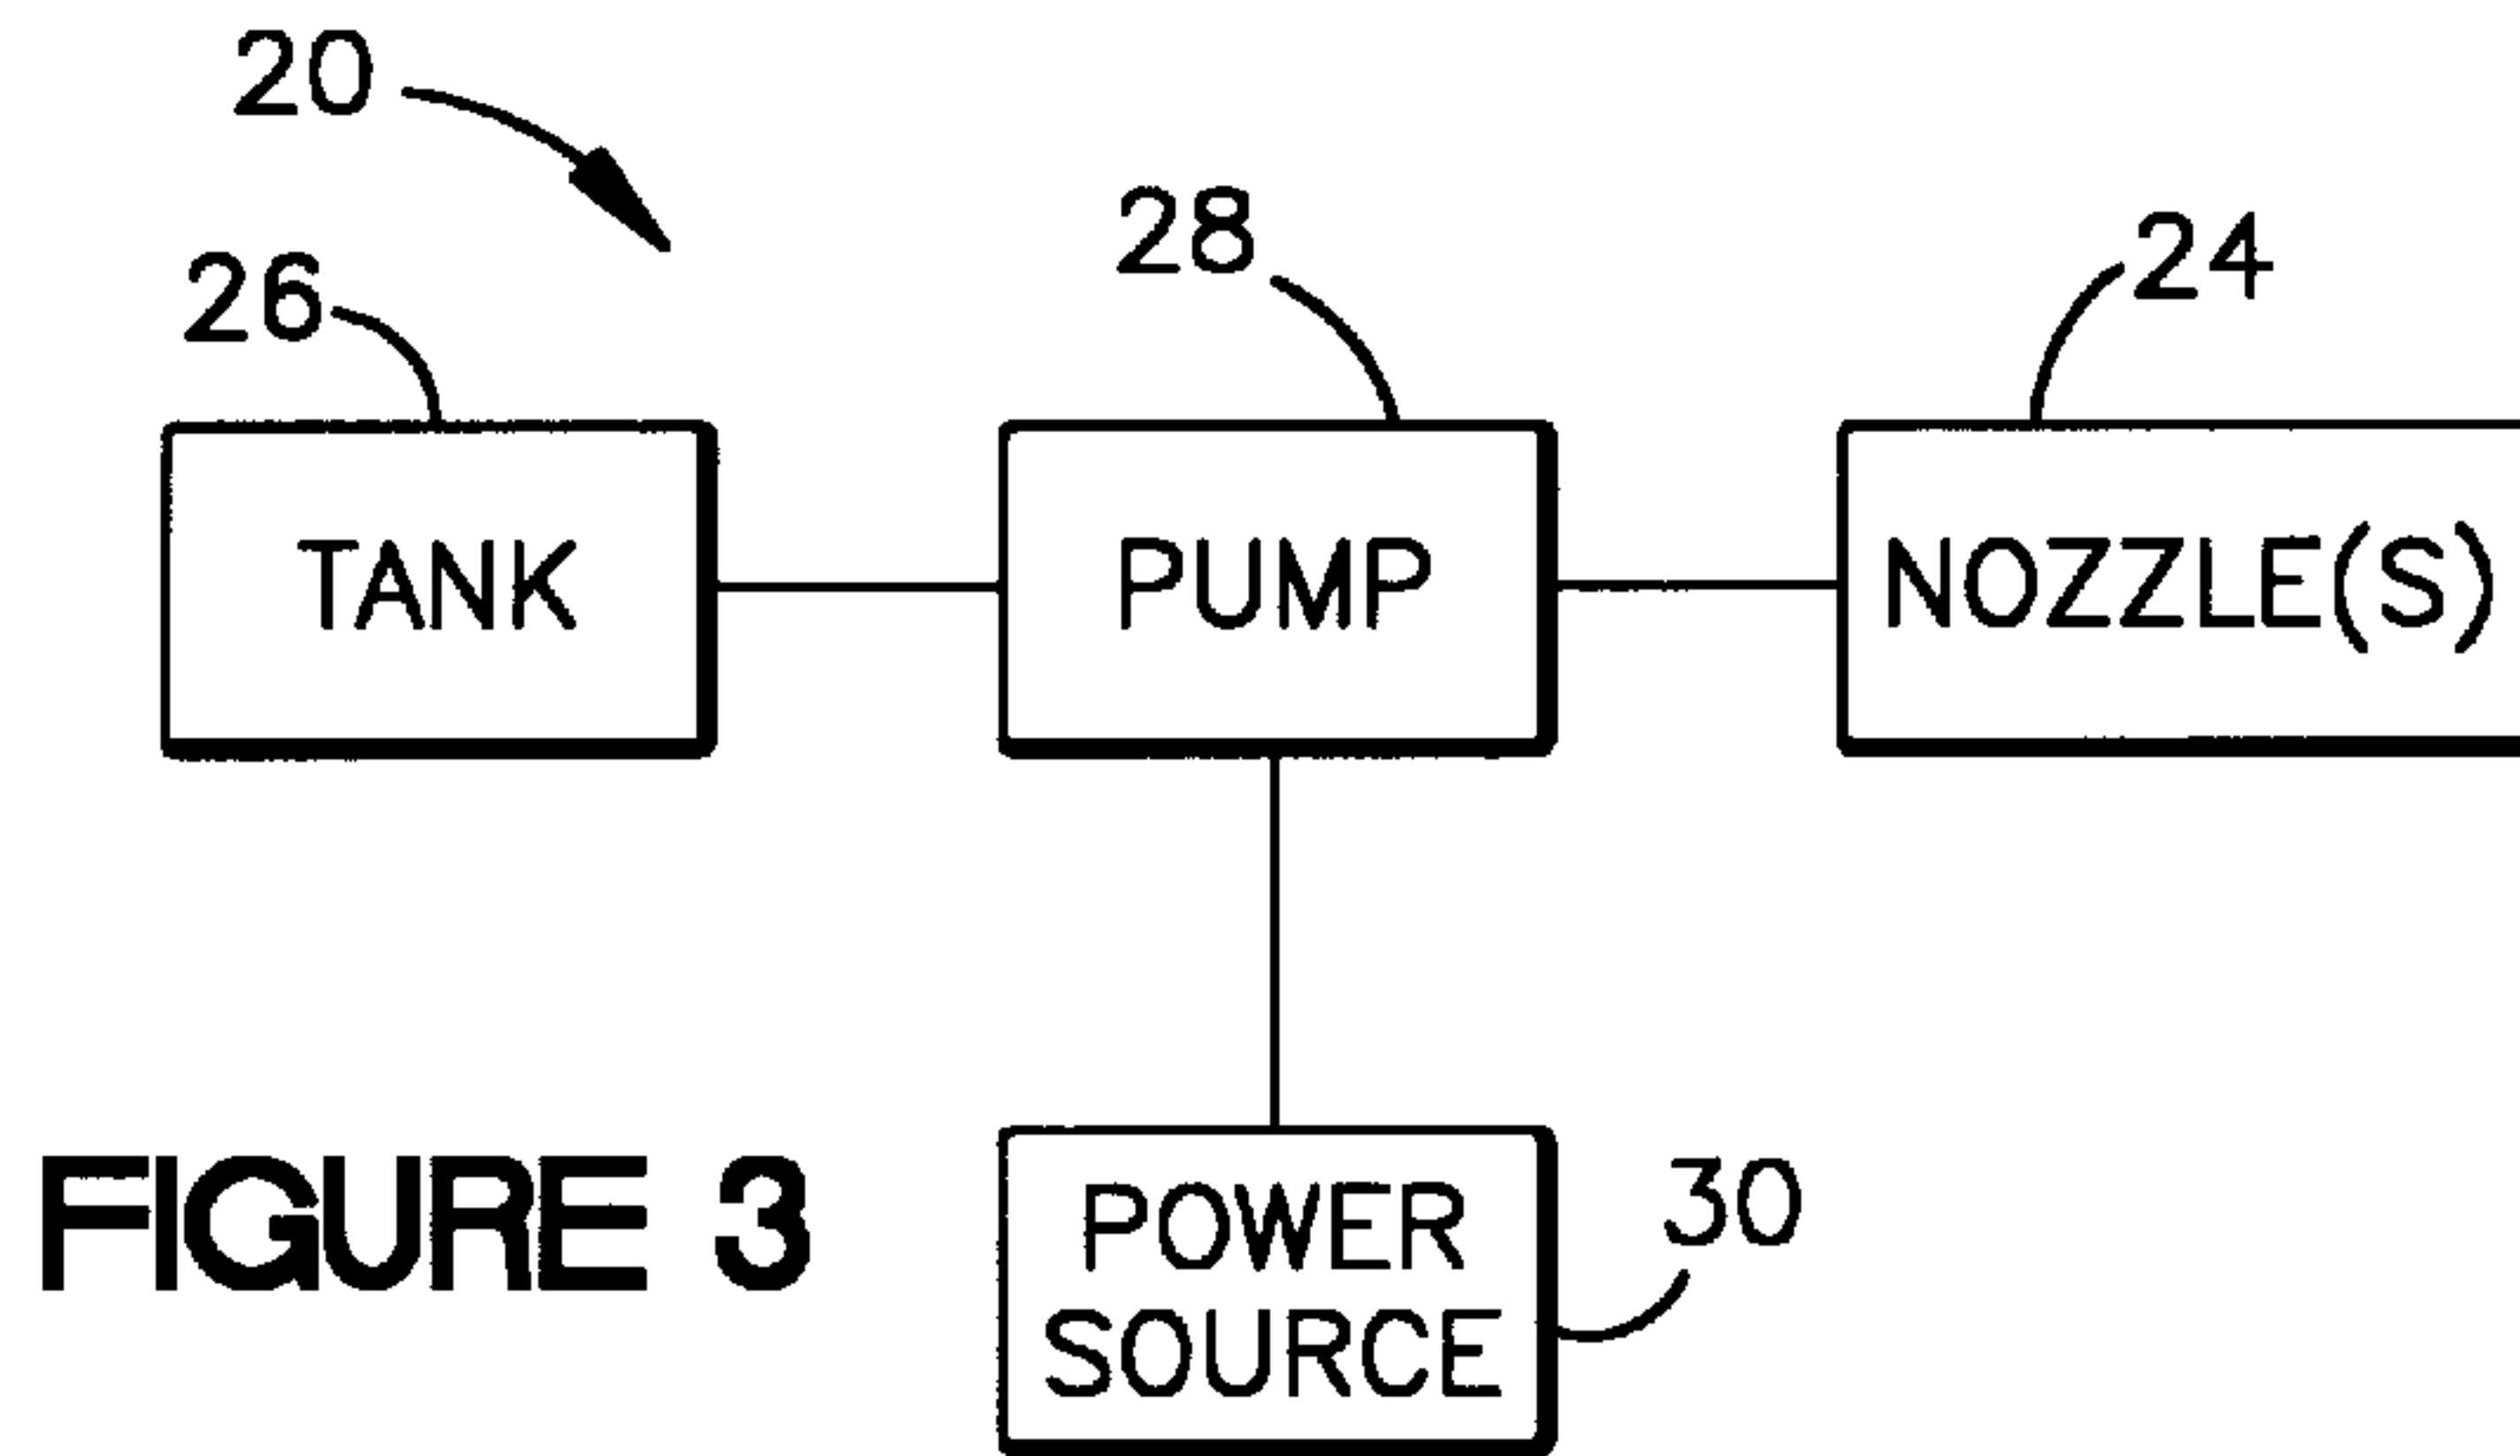 20
26
28
24
TANK
PUMP
NOZZLE(S)
FIGURE 3
POWER
SOURCE
30